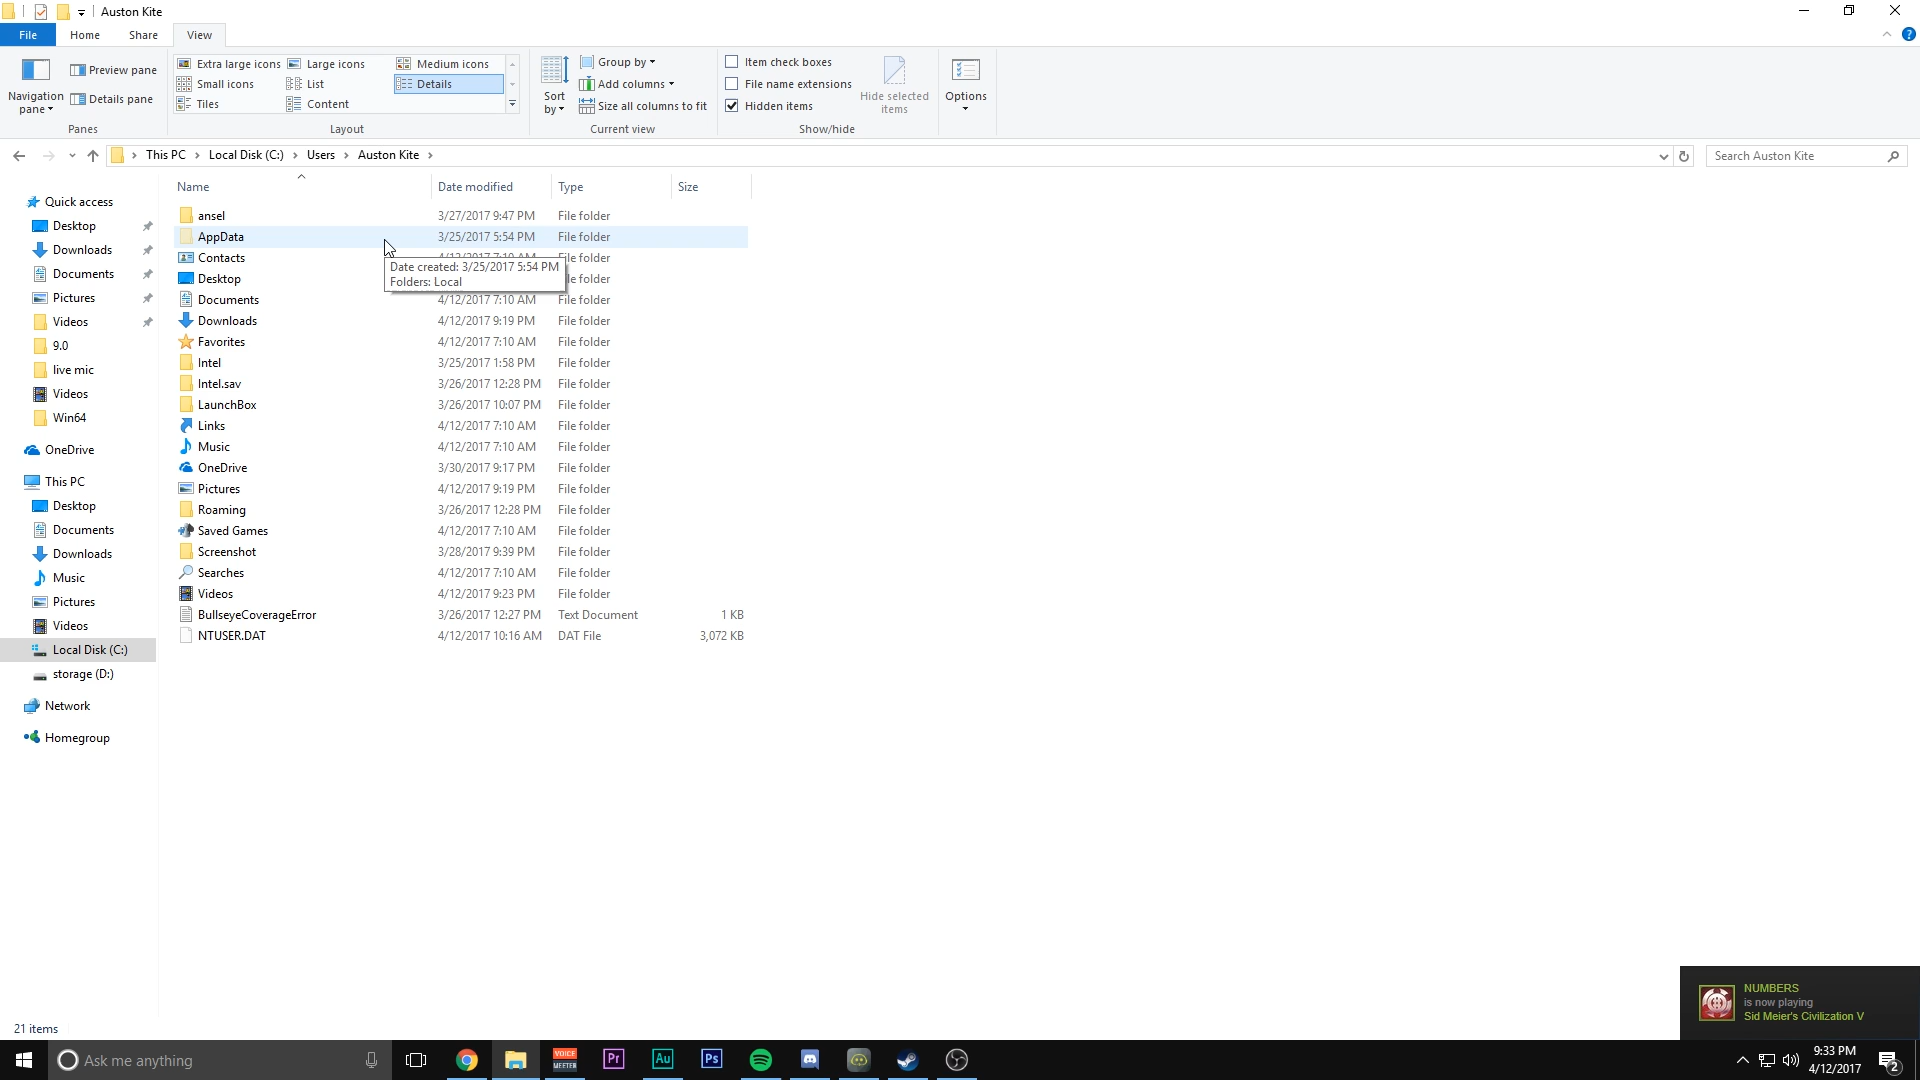 Auston Kite
File Home Share View
Preview pane
Details pane
Navigation pane
Panes
Extra large icons Large icons Medium icons
Small icons List Details
Tiles Content
Layout
Sort by
Group by
Add columns
Size all columns to fit
Current view
Item check boxes
File name extensions
Hidden items
Hide selected items
Show/hide
Options
This PC Local Disk (C:) Users Auston Kite
Search Auston Kite
Quick access
Desktop
Downloads
Documents
Pictures
Videos
9.0
live mic
Videos
Win64
OneDrive
This PC
Desktop
Documents
Downloads
Music
Pictures
Videos
Local Disk (C:)
storage (D:)
Network
Homegroup
Name Date modified Type Size
ansel 3/27/2017 9:47 PM File folder
AppData 3/25/2017 5:54 PM File folder
Contacts 4/12/2017 7:10 AM File folder
Desktop File folder
Date created: 3/25/2017 5:54 PM
Folders: Local
Documents 4/12/2017 7:10 AM File folder
Downloads 4/12/2017 9:19 PM File folder
Favorites 4/12/2017 7:10 AM File folder
Intel 3/25/2017 1:58 PM File folder
Intel.sav 3/26/2017 12:28 PM File folder
LaunchBox 3/26/2017 10:07 PM File folder
Links 4/12/2017 7:10 AM File folder
Music 4/12/2017 7:10 AM File folder
OneDrive 3/30/2017 9:17 PM File folder
Pictures 4/12/2017 9:19 PM File folder
Roaming 3/26/2017 12:28 PM File folder
Saved Games 4/12/2017 7:10 AM File folder
Screenshot 3/28/2017 9:39 PM File folder
Searches 4/12/2017 7:10 AM File folder
Videos 4/12/2017 9:23 PM File folder
BullseyeCoverageError 3/26/2017 12:27 PM Text Document 1 KB
NTUSER.DAT 4/12/2017 10:16 AM DAT File 3,072 KB
NUMBERS
is now playing
Sid Meier's Civilization V
21 items
Ask me anything
VOICE MEETER
Pr
Au
Ps
9:33 PM
4/12/2017
2